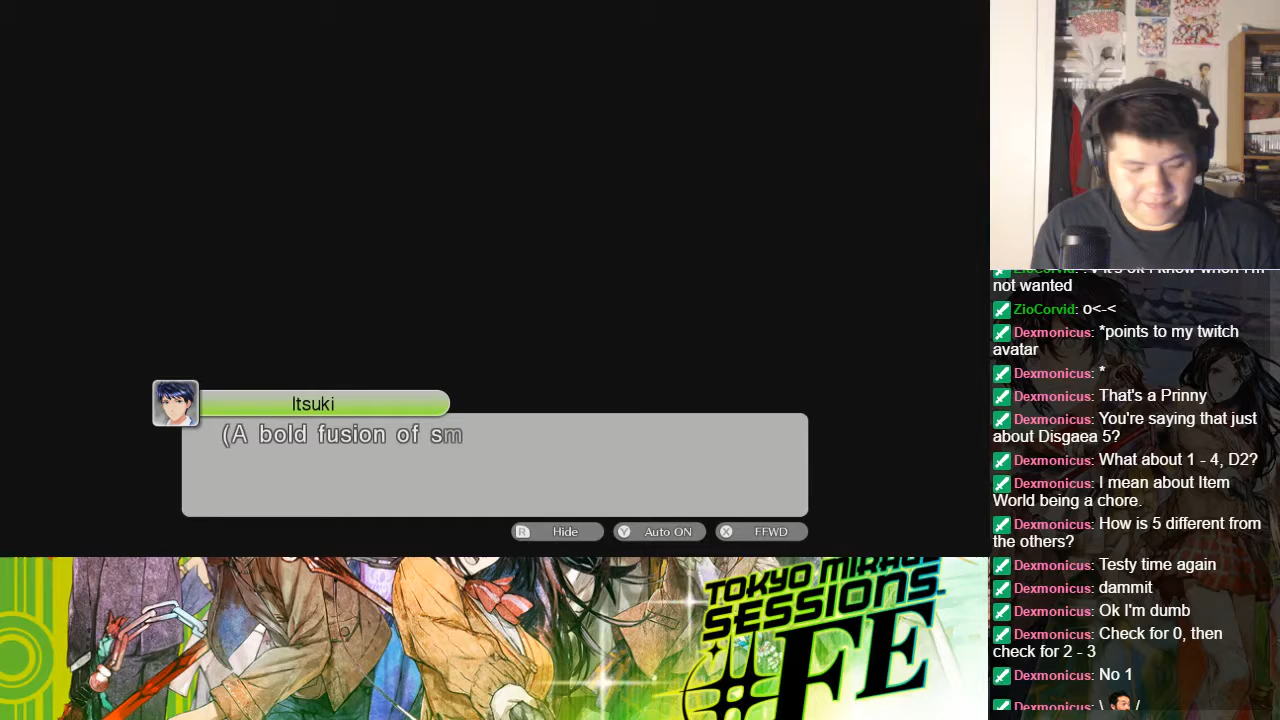 Itsuki
(A bold fusion of sm
R Hide
Y Auto ON
X FFWD
TOKYO MIRAGE
SESSIONS
#FE
not wanted
ZioCorvid: o<-<
Dexmonicus: *points to my twitch
avatar
Dexmonicus: *
Dexmonicus: That's a Prinny
Dexmonicus: You're saying that just
about Disgaea 5?
Dexmonicus: What about 1 - 4, D2?
Dexmonicus: I mean about Item
World being a chore.
Dexmonicus: How is 5 different from
the others?
Dexmonicus: Testy time again
Dexmonicus: dammit
Dexmonicus: Ok I'm dumb
Dexmonicus: Check for 0, then
check for 2 - 3
Dexmonicus: No 1
Dexmonicus: \ /